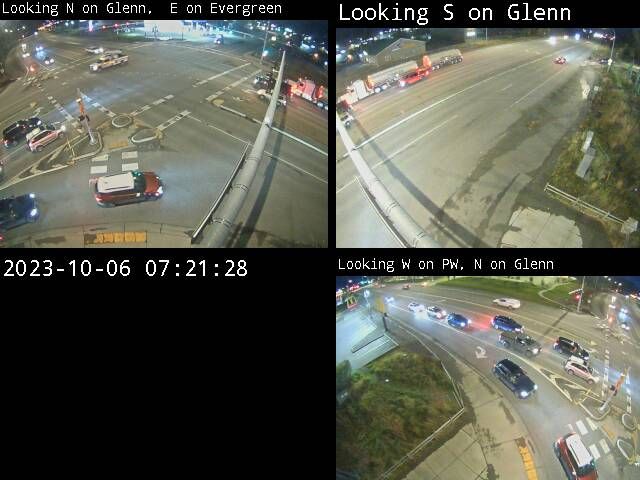 Looking N on Glenn,  E on Evergreen
Looking S on Glenn
2023-10-06 07:21:28
Looking W on PW, N on Glenn